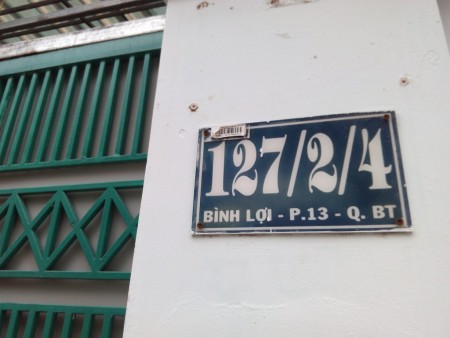 127/2/4
BÌNH LỢI - P.13 - Q. BT